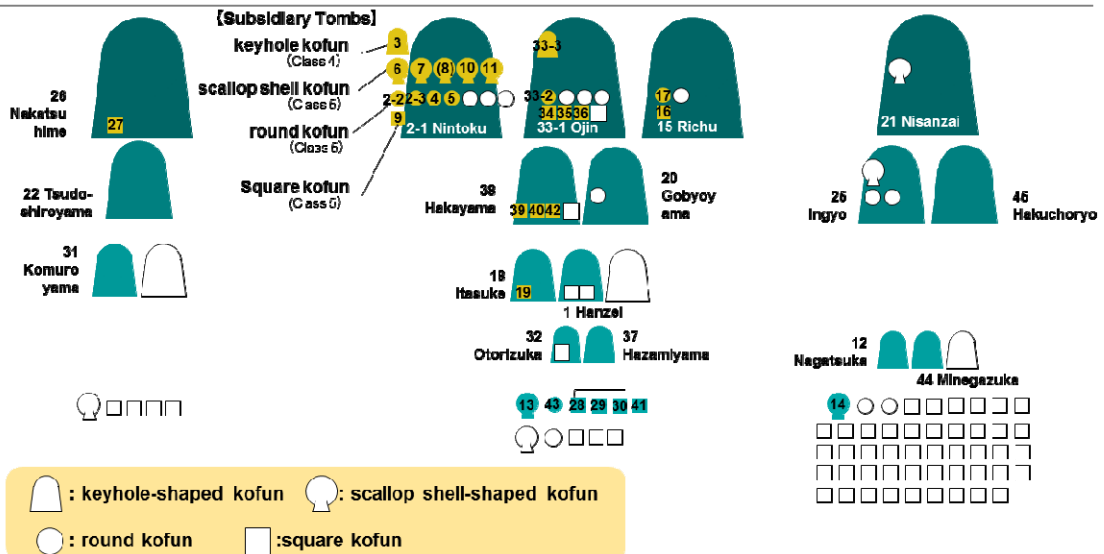 【Subsidiary Tombs】
keyhole kofun
(Class 4)
scallop shell kofun
(Class 5)
round kofun
(Class 6)
Square kofun
(Class 6)
3
6 7 (8) 10 11
2-2 2-3 4 5
9
2-1 Nintoku
33-3
33-2
34 35 36
33-1 Ojin
17
16
15 Richu
21 Nisanzai
26
Nakatsu
hime
27
22 Tsudo-
shiroyama
38
Hakayama
39 40 42
20
Gobyoy
ama
25
Ingyo
45
Hakuchoryo
31
Komuro
yama
18
Itasuke
19
1 Hanzei
32
Otorizuka
37
Hazamiyama
12
Nagatsuka
44 Minegazuka
13 43 28 29 30 41
14
: keyhole-shaped kofun
: scallop shell-shaped kofun
: round kofun
:square kofun